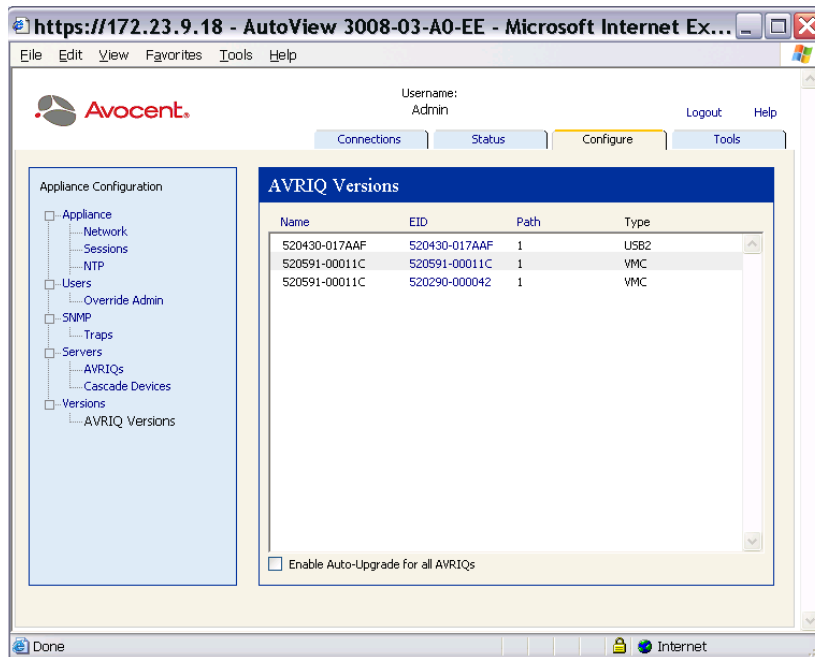 https://172.23.9.18 - AutoView 3008-03-A0-EE - Microsoft Internet Ex...
File Edit View Favorites Tools Help
Avocent.
Username:
Admin
Logout Help
Connections Status Configure Tools
Appliance Configuration
Appliance
Network
Sessions
NTP
Users
Override Admin
SNMP
Traps
Servers
AVRIQs
Cascade Devices
Versions
AVRIQ Versions
AVRIQ Versions
Name EID Path Type
520430-017AAF 520430-017AAF 1 USB2
520591-00011C 520591-00011C 1 VMC
520591-00011C 520290-000042 1 VMC
Enable Auto-Upgrade for all AVRIQs
Done Internet